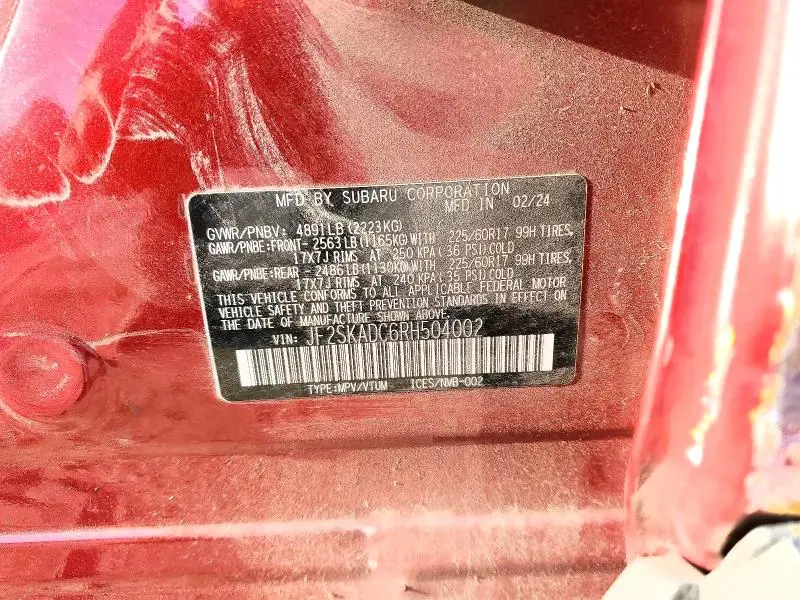 MFD BY SUBARU CORPORATION
MFD IN 02/24
GVWR/PNBV: 4891LB(2223KG)
GAWR/PNBE:FRONT- 2563LB(1165KG)WITH 225/60R17 99H TIRES,
17X7J RIMS AT 250 KPA(36 PSI)COLD
GAWR/PNBE:REAR -2486LB(1130KG)WITH 225/60R17 99H TIRES,
17X7J RIMS AT 240 KPA(35 PSI)COLD
THIS VEHICLE CONFORMS TO ALL APPLICABLE FEDERAL MOTOR
VEHICLE SAFETY AND THEFT PREVENTION STANDARDS IN EFFECT ON
THE DATE OF MANUFACTURE SHOWN ABOVE.
VIN: JF2SKADC6RH504002
TYPE:MPV/VTUM ICES/NMB-002